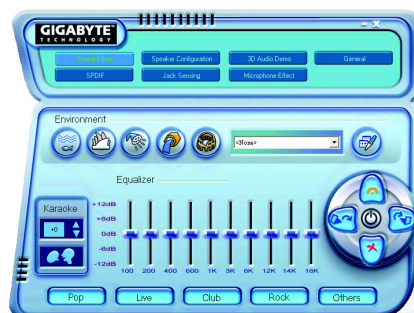 GIGABYTE™
TECHNOLOGY
Sound Effect Speaker Configuration 3D Audio Demo General
SPDIF Jack Sensing Microphone Effect
Environment
<None>
Equalizer
Karaoke
+0
+12dB
+6dB
0dB
-6dB
-12dB
100 200 400 600 1K 3K 6K 12K 14K 16K
Pop Live Club Rock Others